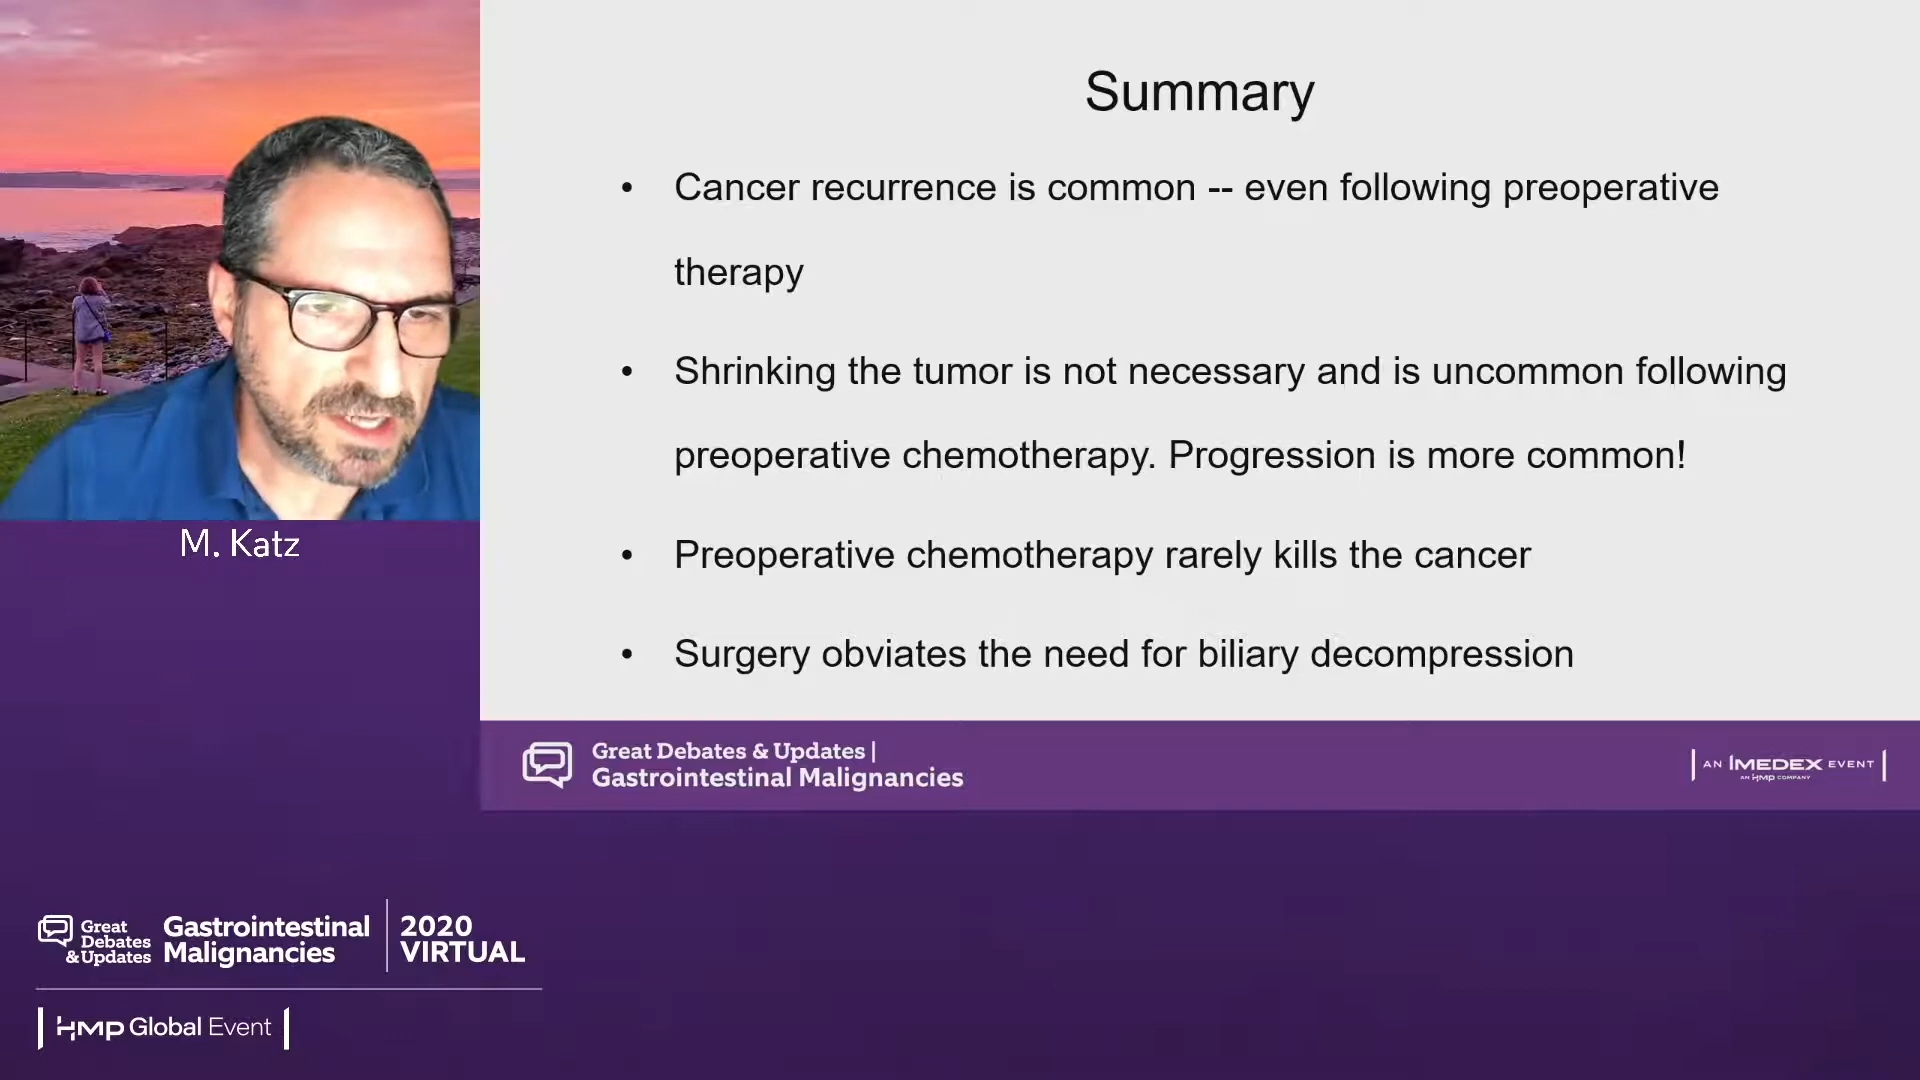 Summary
• Cancer recurrence is common -- even following preoperative
therapy
• Shrinking the tumor is not necessary and is uncommon following
preoperative chemotherapy. Progression is more common!
• Preoperative chemotherapy rarely kills the cancer
• Surgery obviates the need for biliary decompression
M. Katz
Great Debates & Updates |
Gastrointestinal Malignancies
AN IMEDEX EVENT
AN HMP COMPANY
Great
Debates
& Updates
Gastrointestinal
Malignancies
2020
VIRTUAL
HMP Global Event